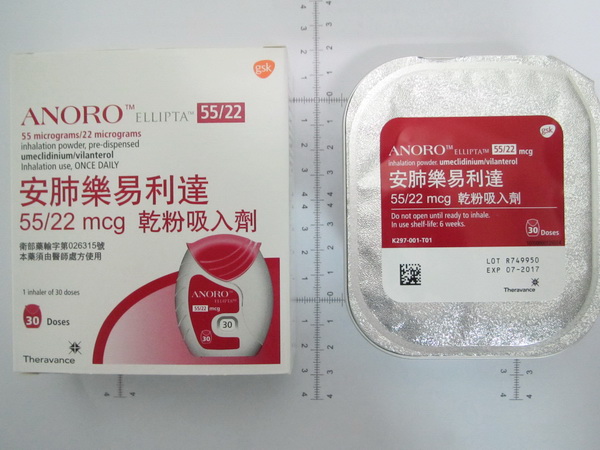 gsk
ANORO™ ELLIPTA™ 55/22
55 micrograms/22 micrograms
inhalation powder, pre-dispensed
umeclidinium/vilanterol
Inhalation use, ONCE DAILY
安肺樂易利達
55/22 mcg 乾粉吸入劑
衛部藥輸字第026315號
本藥須由醫師處方使用
1 inhaler of 30 doses
30 Doses
ANORO™
ELLIPTA™
55/22 mcg
30
30
Theravance
gsk
ANORO™ ELLIPTA™ 55/22 mcg
inhalation powder, umeclidinium/vilanterol
安肺樂易利達
55/22 mcg 乾粉吸入劑
Do not open until ready to inhale.
In use shelf-life: 6 weeks.
30 Doses
K297-001-T01
LOT R749950
EXP 07-2017
Theravance